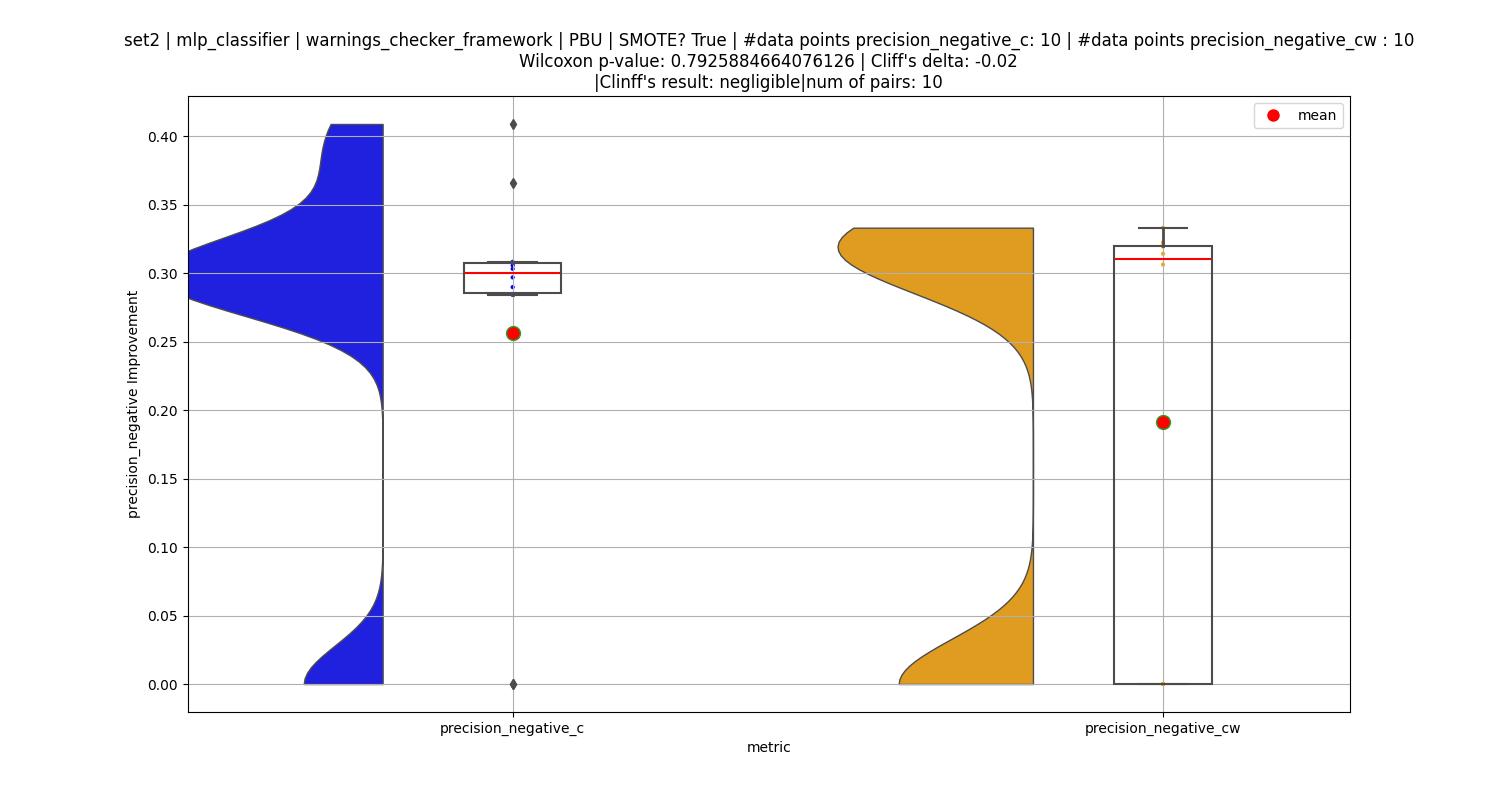 set2 | mlp_classifier | warnings_checker_framework | PBU | SMOTE? True | #data points precision_negative_c: 10 | #data points precision_negative_cw : 10
Wilcoxon p-value: 0.7925884664076126 | Cliff's delta: -0.02
|Clinff's result: negligible|num of pairs: 10
mean
0.40
0.35
0.30
0.25
0.20
0.15
0.10
0.05
0.00
precision_negative Improvement
precision_negative_c
precision_negative_cw
metric